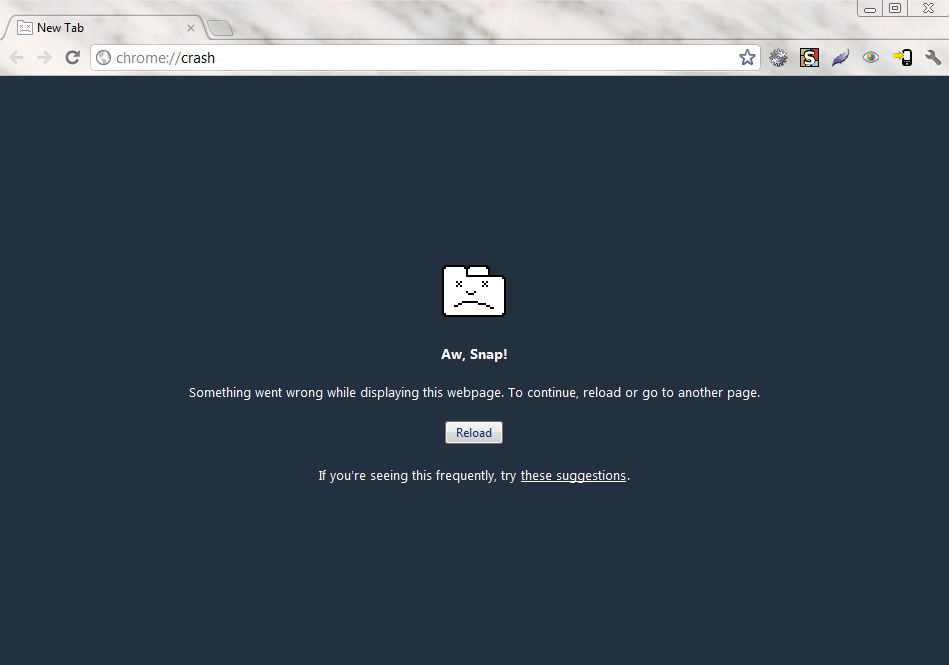 New Tab
chrome://crash
S
Aw, Snap!
Something went wrong while displaying this webpage. To continue, reload or go to another page.
Reload
If you're seeing this frequently, try these suggestions.